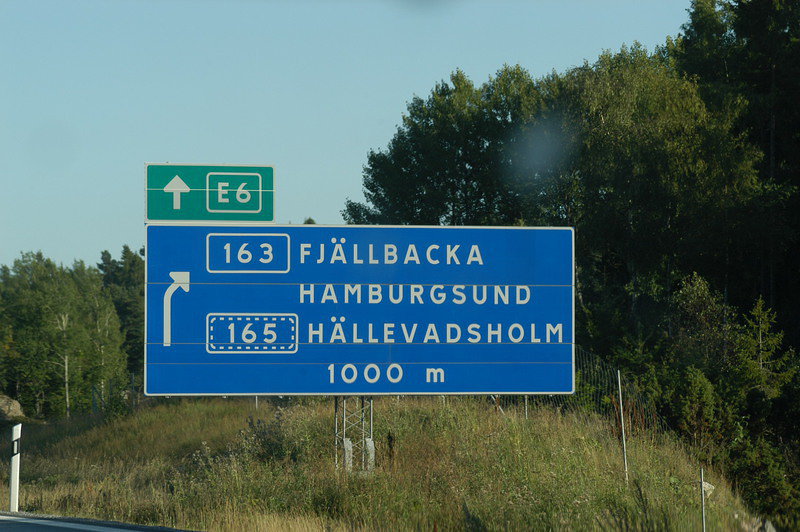 E6
163 FJÄLLBACKA
HAMBURGSUND
165 HÄLLEVADSHOLM
1000 m